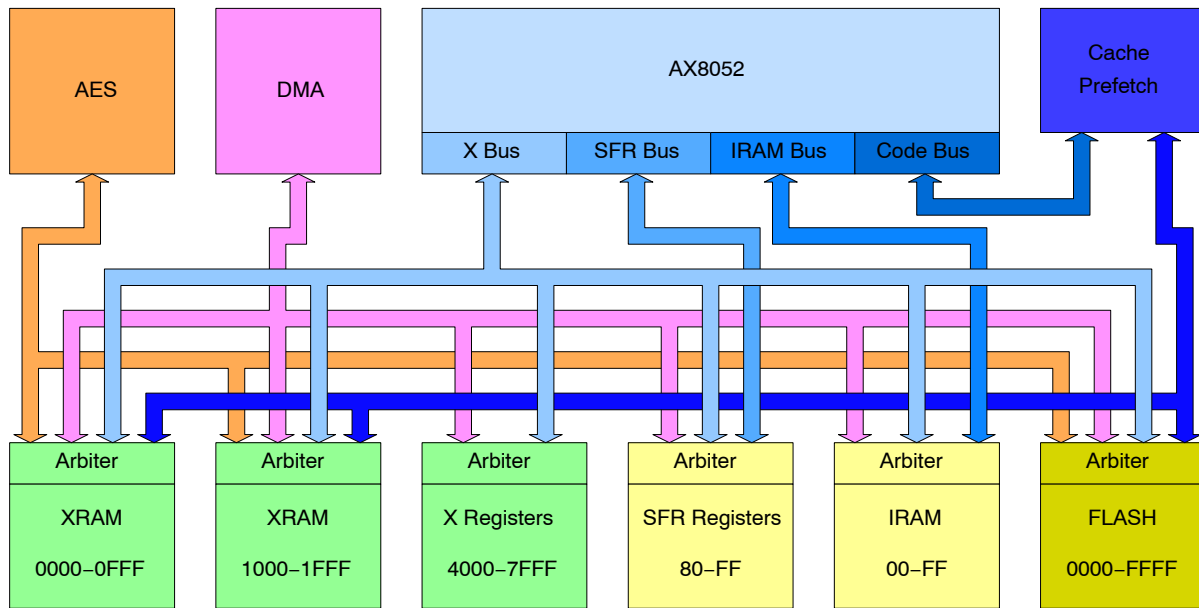 AES
DMA
AX8052
Cache
Prefetch
X Bus
SFR Bus
IRAM Bus
Code Bus
Arbiter
Arbiter
Arbiter
Arbiter
Arbiter
Arbiter
XRAM
XRAM
X Registers
SFR Registers
IRAM
FLASH
0000−0FFF
1000−1FFF
4000−7FFF
80−FF
00−FF
0000−FFFF